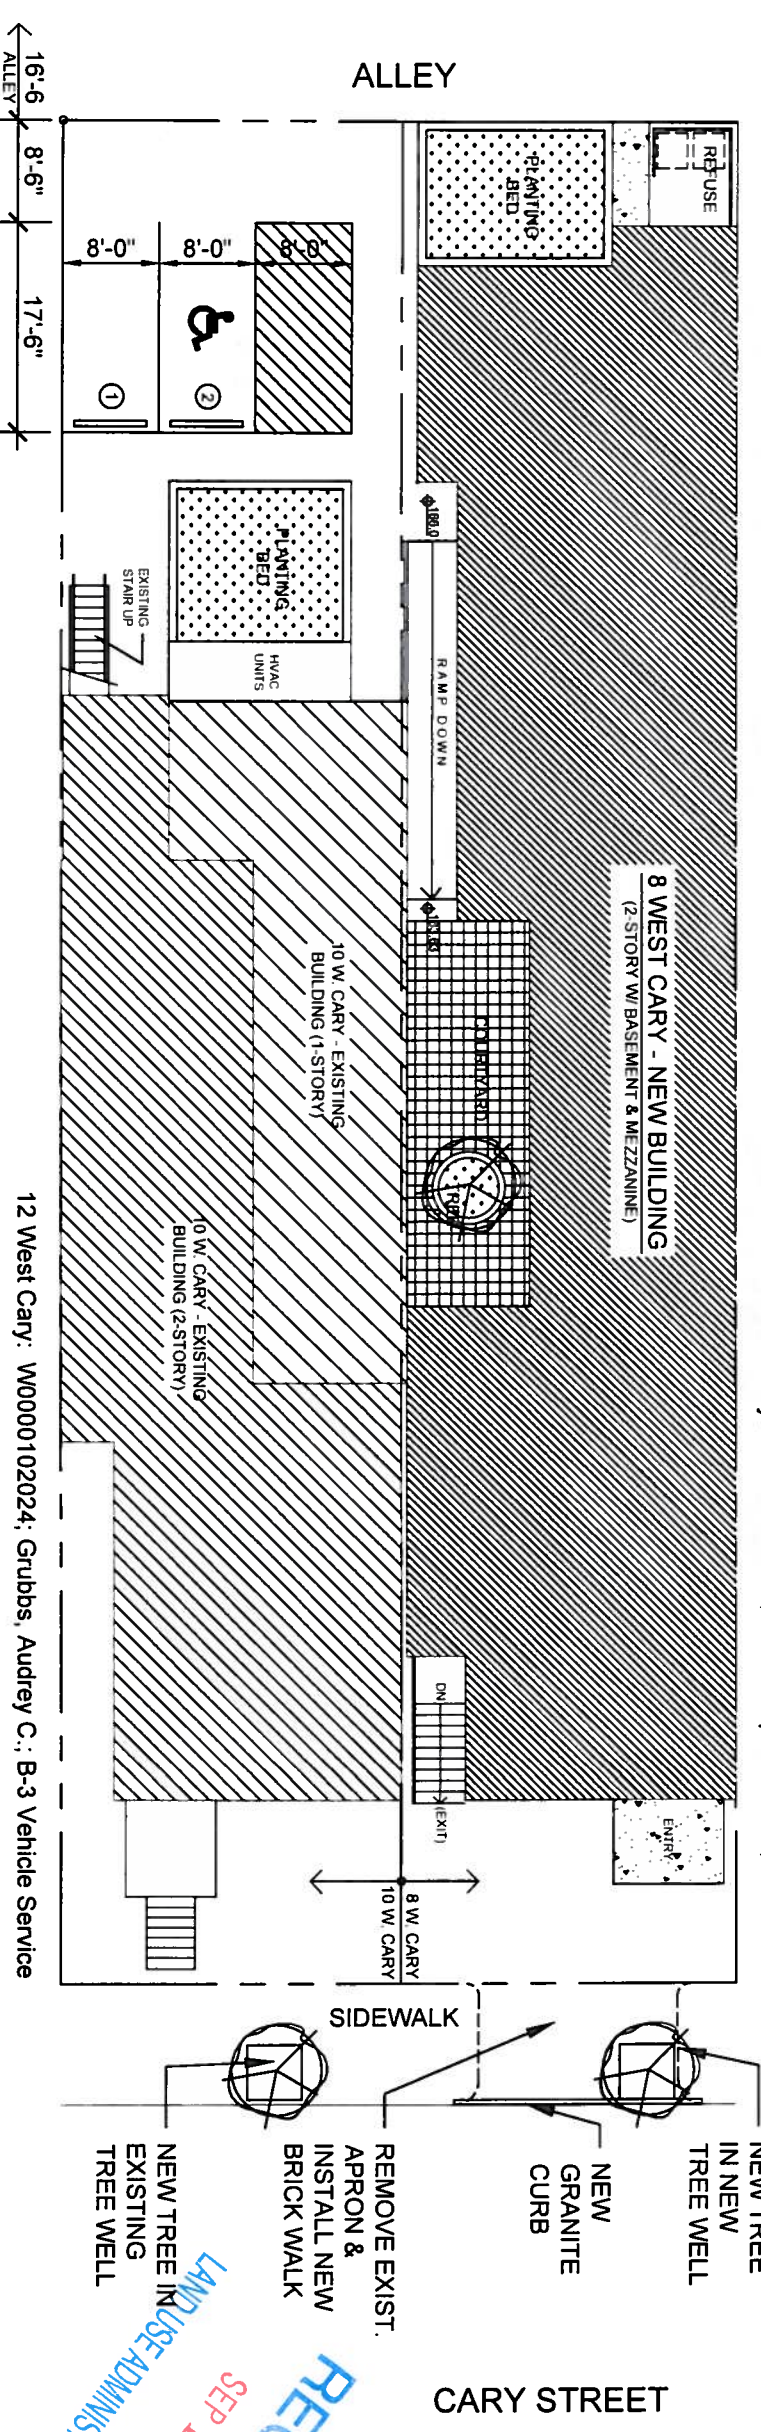 ALLEY
16'-6
ALLEY
8'-6"
17'-6"
8'-0"
8'-0"
8'-0"
1
2
PLANTING
BED
REFUSE
PLANTING
BED
HVAC
UNITS
EXISTING
STAIR UP
RAMP DOWN
8 WEST CARY - NEW BUILDING
(2-STORY W/ BASEMENT & MEZZANINE)
COURTYARD
TREE
10 W. CARY - EXISTING
BUILDING (1-STORY)
10 W. CARY - EXISTING
BUILDING (2-STORY)
12 West Cary: W0000102024; Grubbs, Audrey C.; B-3 Vehicle Service
DN
(EXIT)
ENTRY
8 W. CARY
10 W. CARY
SIDEWALK
NEW TREE
IN NEW
TREE WELL
NEW
GRANITE
CURB
REMOVE EXIST.
APRON &
INSTALL NEW
BRICK WALK
NEW TREE IN
EXISTING
TREE WELL
CARY STREET
LAND USE ADMINIS
SEP